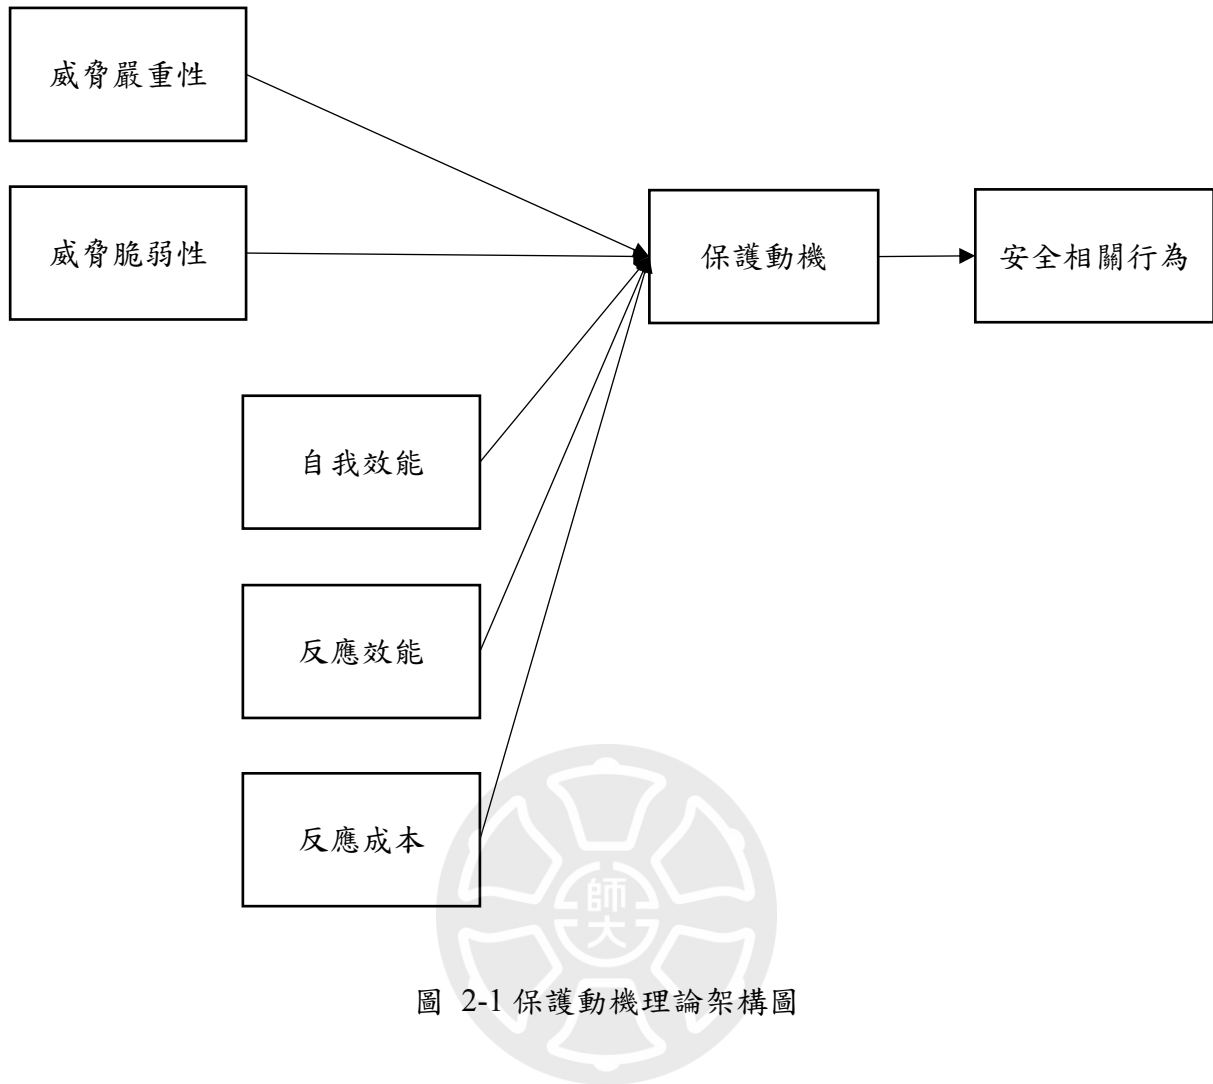 威脅嚴重性
威脅脆弱性
保護動機
安全相關行為
自我效能
反應效能
反應成本
師大
圖 2-1 保護動機理論架構圖